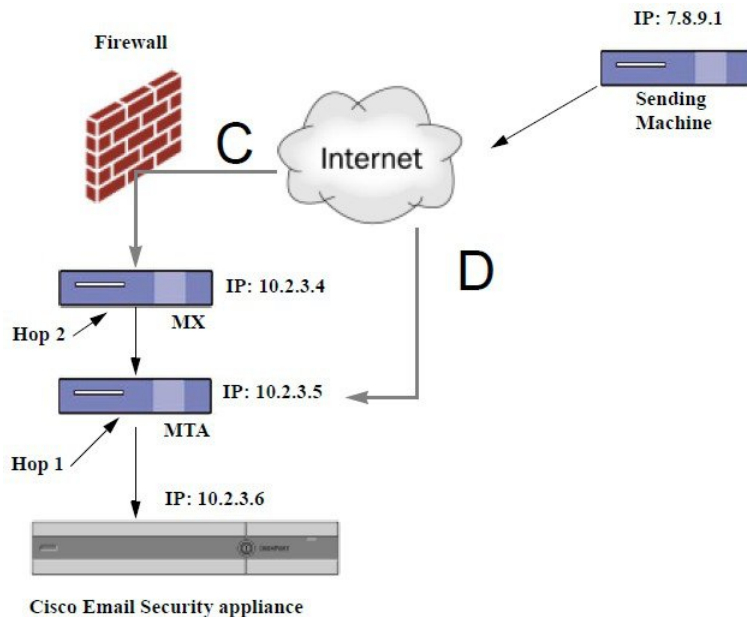 IP: 7.8.9.1
Firewall
Sending
Machine
C
Internet
D
IP: 10.2.3.4
MX
Hop 2
IP: 10.2.3.5
MTA
Hop 1
IP: 10.2.3.6
IRONPORT
Cisco Email Security appliance